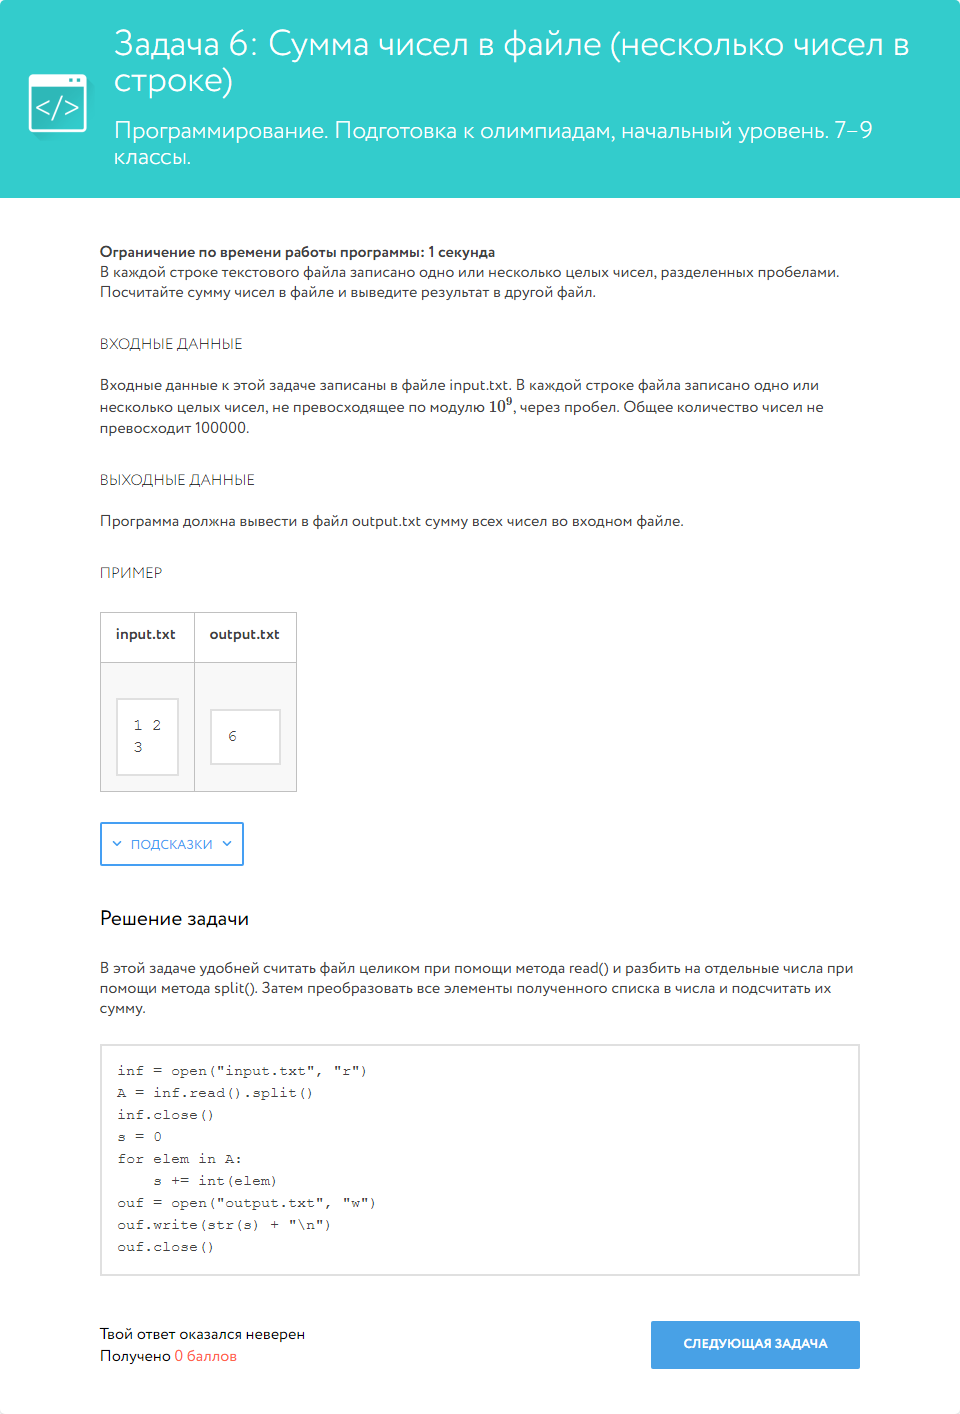 Задача 6: Сумма чисел в файле (несколько чисел в
строке)
</>
Программирование. Подготовка к олимпиадам, начальный уровень. 7–9
классы.
Ограничение по времени работы программы: 1 секунда
В каждой строке текстового файла записано одно или несколько целых чисел, разделенных пробелами.
Посчитайте сумму чисел в файле и выведите результат в другой файл.
ВХОДНЫЕ ДАННЫЕ
Входные данные к этой задаче записаны в файле input.txt. В каждой строке файла записано одно или
несколько целых чисел, не превосходящее по модулю 10⁹, через пробел. Общее количество чисел не
превосходит 100000.
ВЫХОДНЫЕ ДАННЫЕ
Программа должна вывести в файл output.txt сумму всех чисел во входном файле.
ПРИМЕР
input.txt output.txt
1 2
3
6
ПОДСКАЗКИ
Решение задачи
В этой задаче удобней считать файл целиком при помощи метода read() и разбить на отдельные числа при
помощи метода split(). Затем преобразовать все элементы полученного списка в числа и подсчитать их
сумму.
inf = open("input.txt", "r")
A = inf.read().split()
inf.close()
s = 0
for elem in A:
    s += int(elem)
ouf = open("output.txt", "w")
ouf.write(str(s) + "\n")
ouf.close()
Твой ответ оказался неверен
Получено 0 баллов
СЛЕДУЮЩАЯ ЗАДАЧА